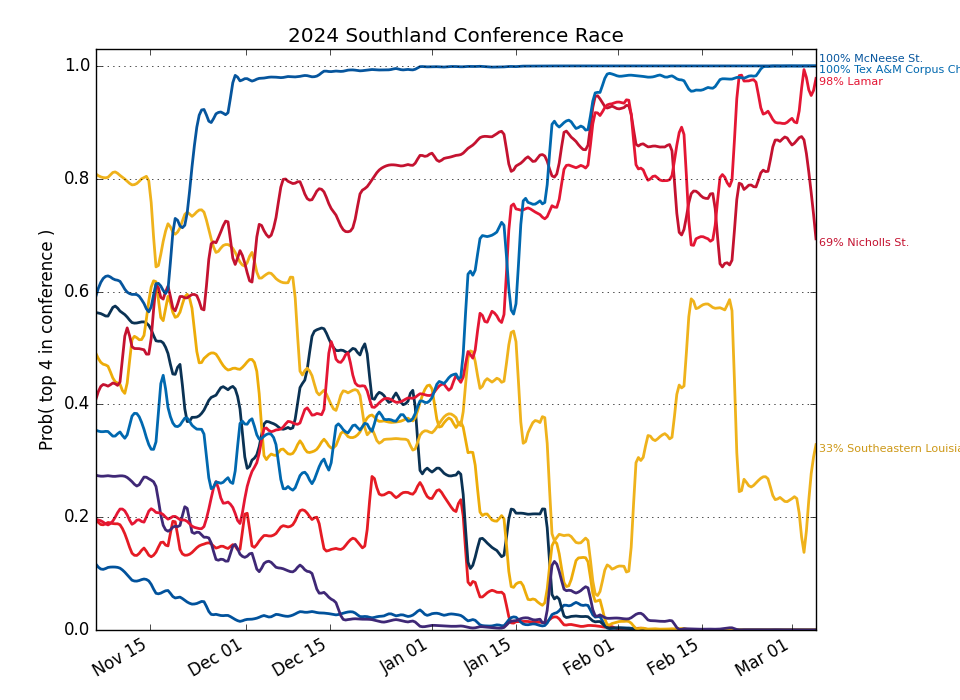 2024 Southland Conference Race
Prob( top 4 in conference )
1.0
0.8
0.6
0.4
0.2
0.0
100% McNeese St.
100% Tex A&M Corpus Ch
98% Lamar
69% Nicholls St.
33% Southeastern Louisia
Nov 15
Dec 01
Dec 15
Jan 01
Jan 15
Feb 01
Feb 15
Mar 01